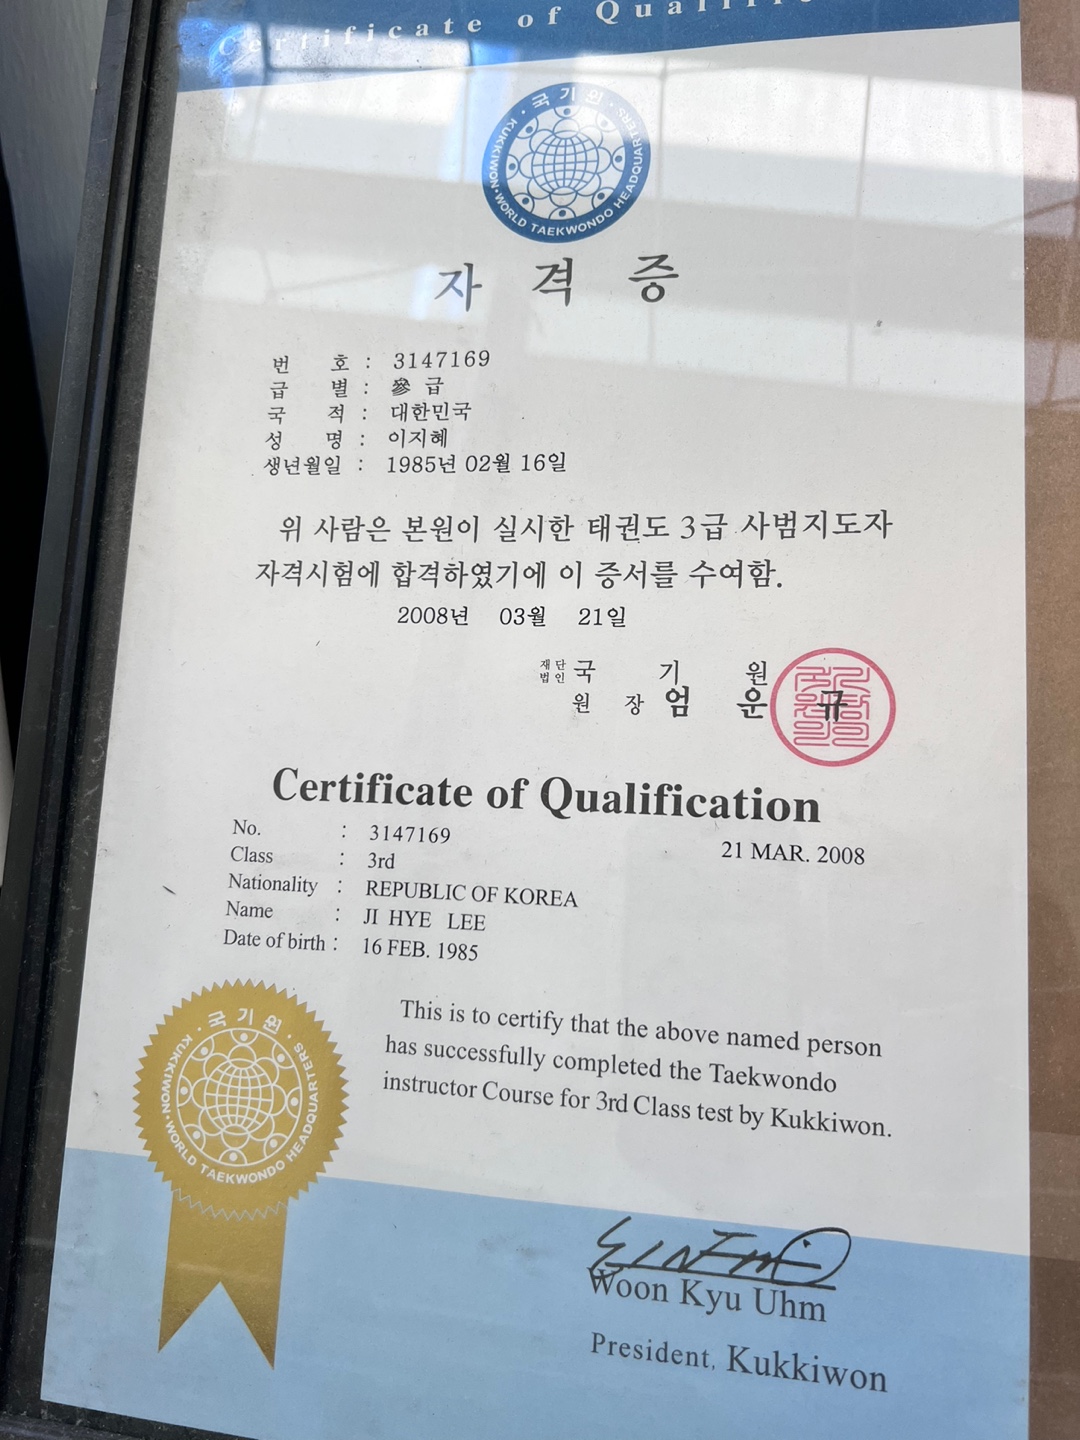 Certificate of Qualific
국기원
KUKKIWON · WORLD TAEKWONDO HEADQUARTERS
자 격 증
번 호 : 3147169
급 별 : 參 급
국 적 : 대한민국
성 명 : 이지혜
생년월일 : 1985년 02월 16일
위 사람은 본원이 실시한 태권도 3급 사범지도자
자격시험에 합격하였기에 이 증서를 수여함.
2008년 03월 21일
재단법인 국 기 원
원 장 엄 운 규
Certificate of Qualification
No. : 3147169
21 MAR. 2008
Class : 3rd
Nationality : REPUBLIC OF KOREA
Name : JI HYE LEE
Date of birth : 16 FEB. 1985
This is to certify that the above named person
has successfully completed the Taekwondo
instructor Course for 3rd Class test by Kukkiwon.
국기원
KUKKIWON · WORLD TAEKWONDO HEADQUARTERS
Woon Kyu Uhm
President, Kukkiwon